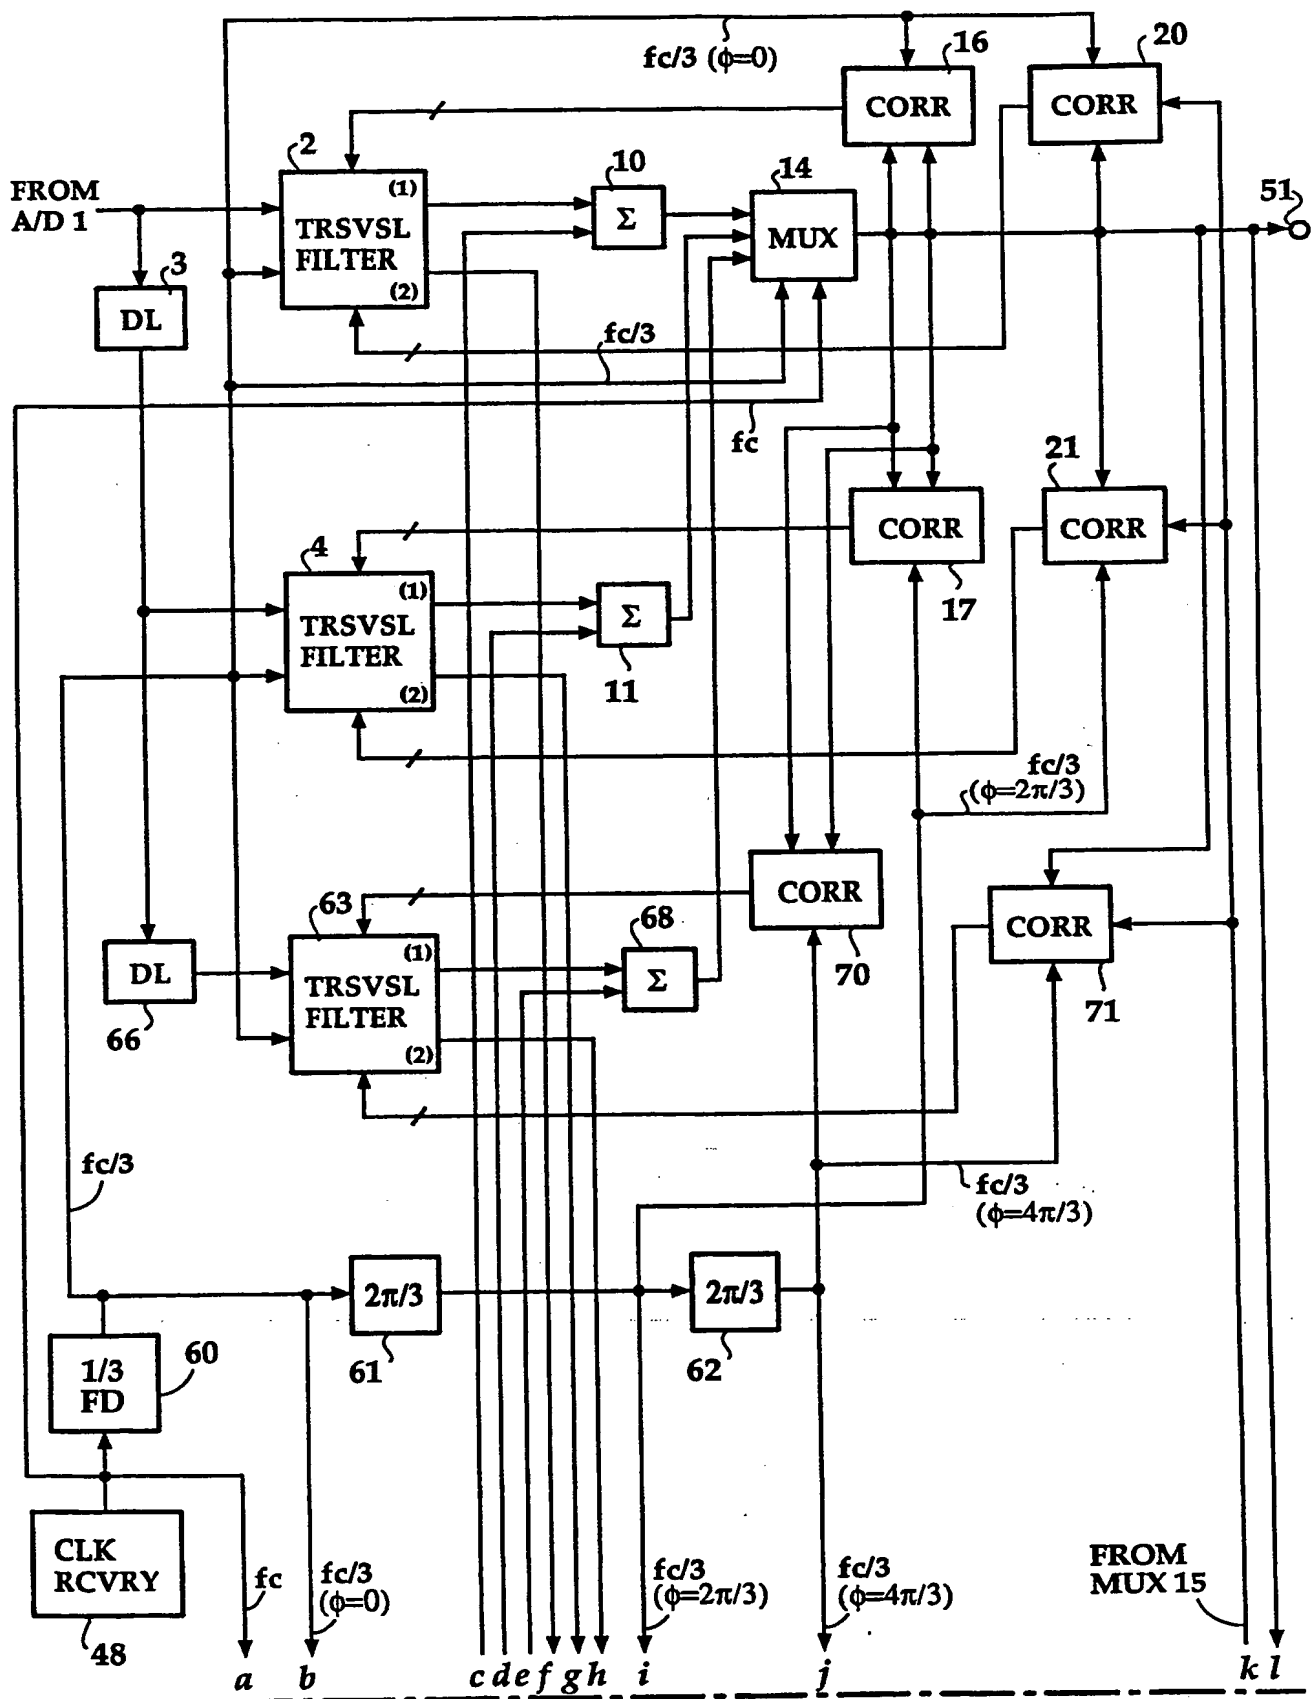 fc/3 (ϕ=0)
16
20
CORR
CORR
2
10
14
51
FROM
A/D 1
(1)
TRSVSL
FILTER
(2)
Σ
MUX
3
DL
fc/3
fc
21
CORR
CORR
17
4
(1)
TRSVSL
FILTER
(2)
Σ
11
fc/3
(ϕ=2π/3)
63
68
CORR
70
CORR
71
DL
66
(1)
TRSVSL
FILTER
(2)
Σ
fc/3
fc/3
(ϕ=4π/3)
2π/3
61
2π/3
62
1/3
FD
60
CLK
RCVRY
48
fc
fc/3
(ϕ=0)
fc/3
(ϕ=2π/3)
fc/3
(ϕ=4π/3)
FROM
MUX 15
a b c d e f g h i j k l